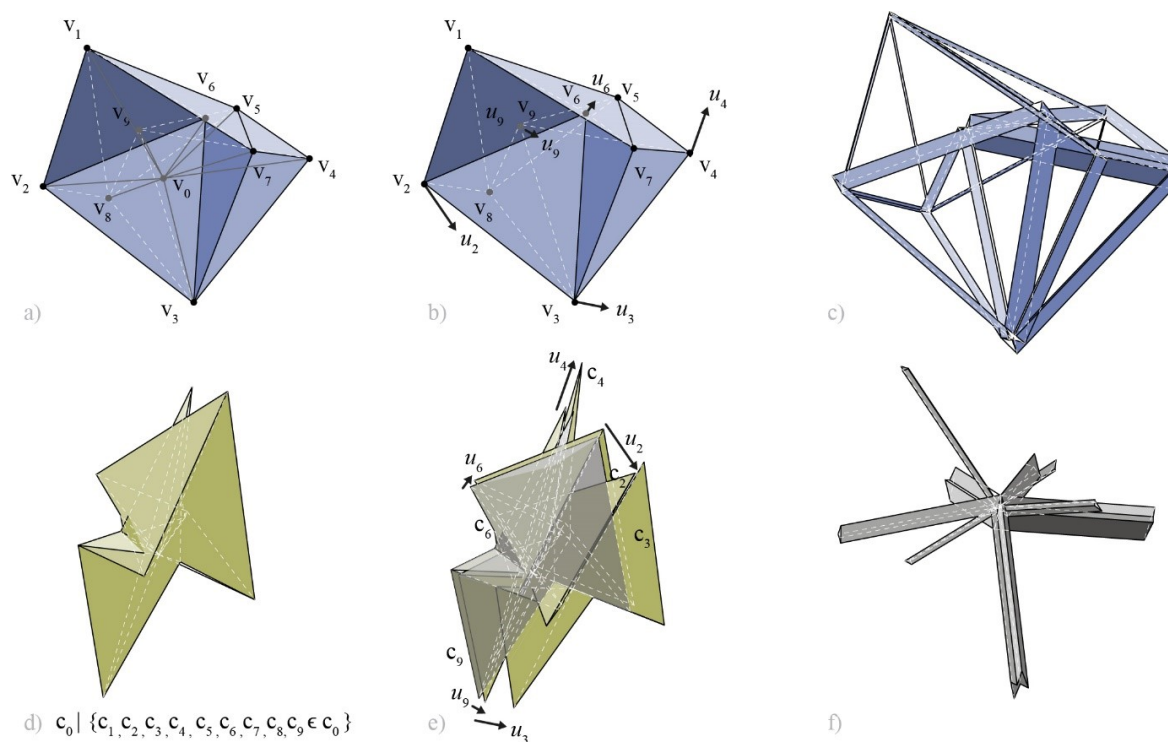 v₁
v₆
v₅
v₉
v₂
v₇
v₄
v₀
v₈
v₃
a)
v₁
u₆
v₅
u₄
v₆
v₉
u₉
u₉
v₄
v₇
v₂
v₈
u₂
v₃
u₃
b)
c)
d) c₀ | {c₁, c₂, c₃, c₄, c₅, c₆, c₇, c₈, c₉ ϵ c₀}
u₄
c₄
u₂
u₆
c₂
c₆
c₃
c₉
u₉
u₃
e)
f)